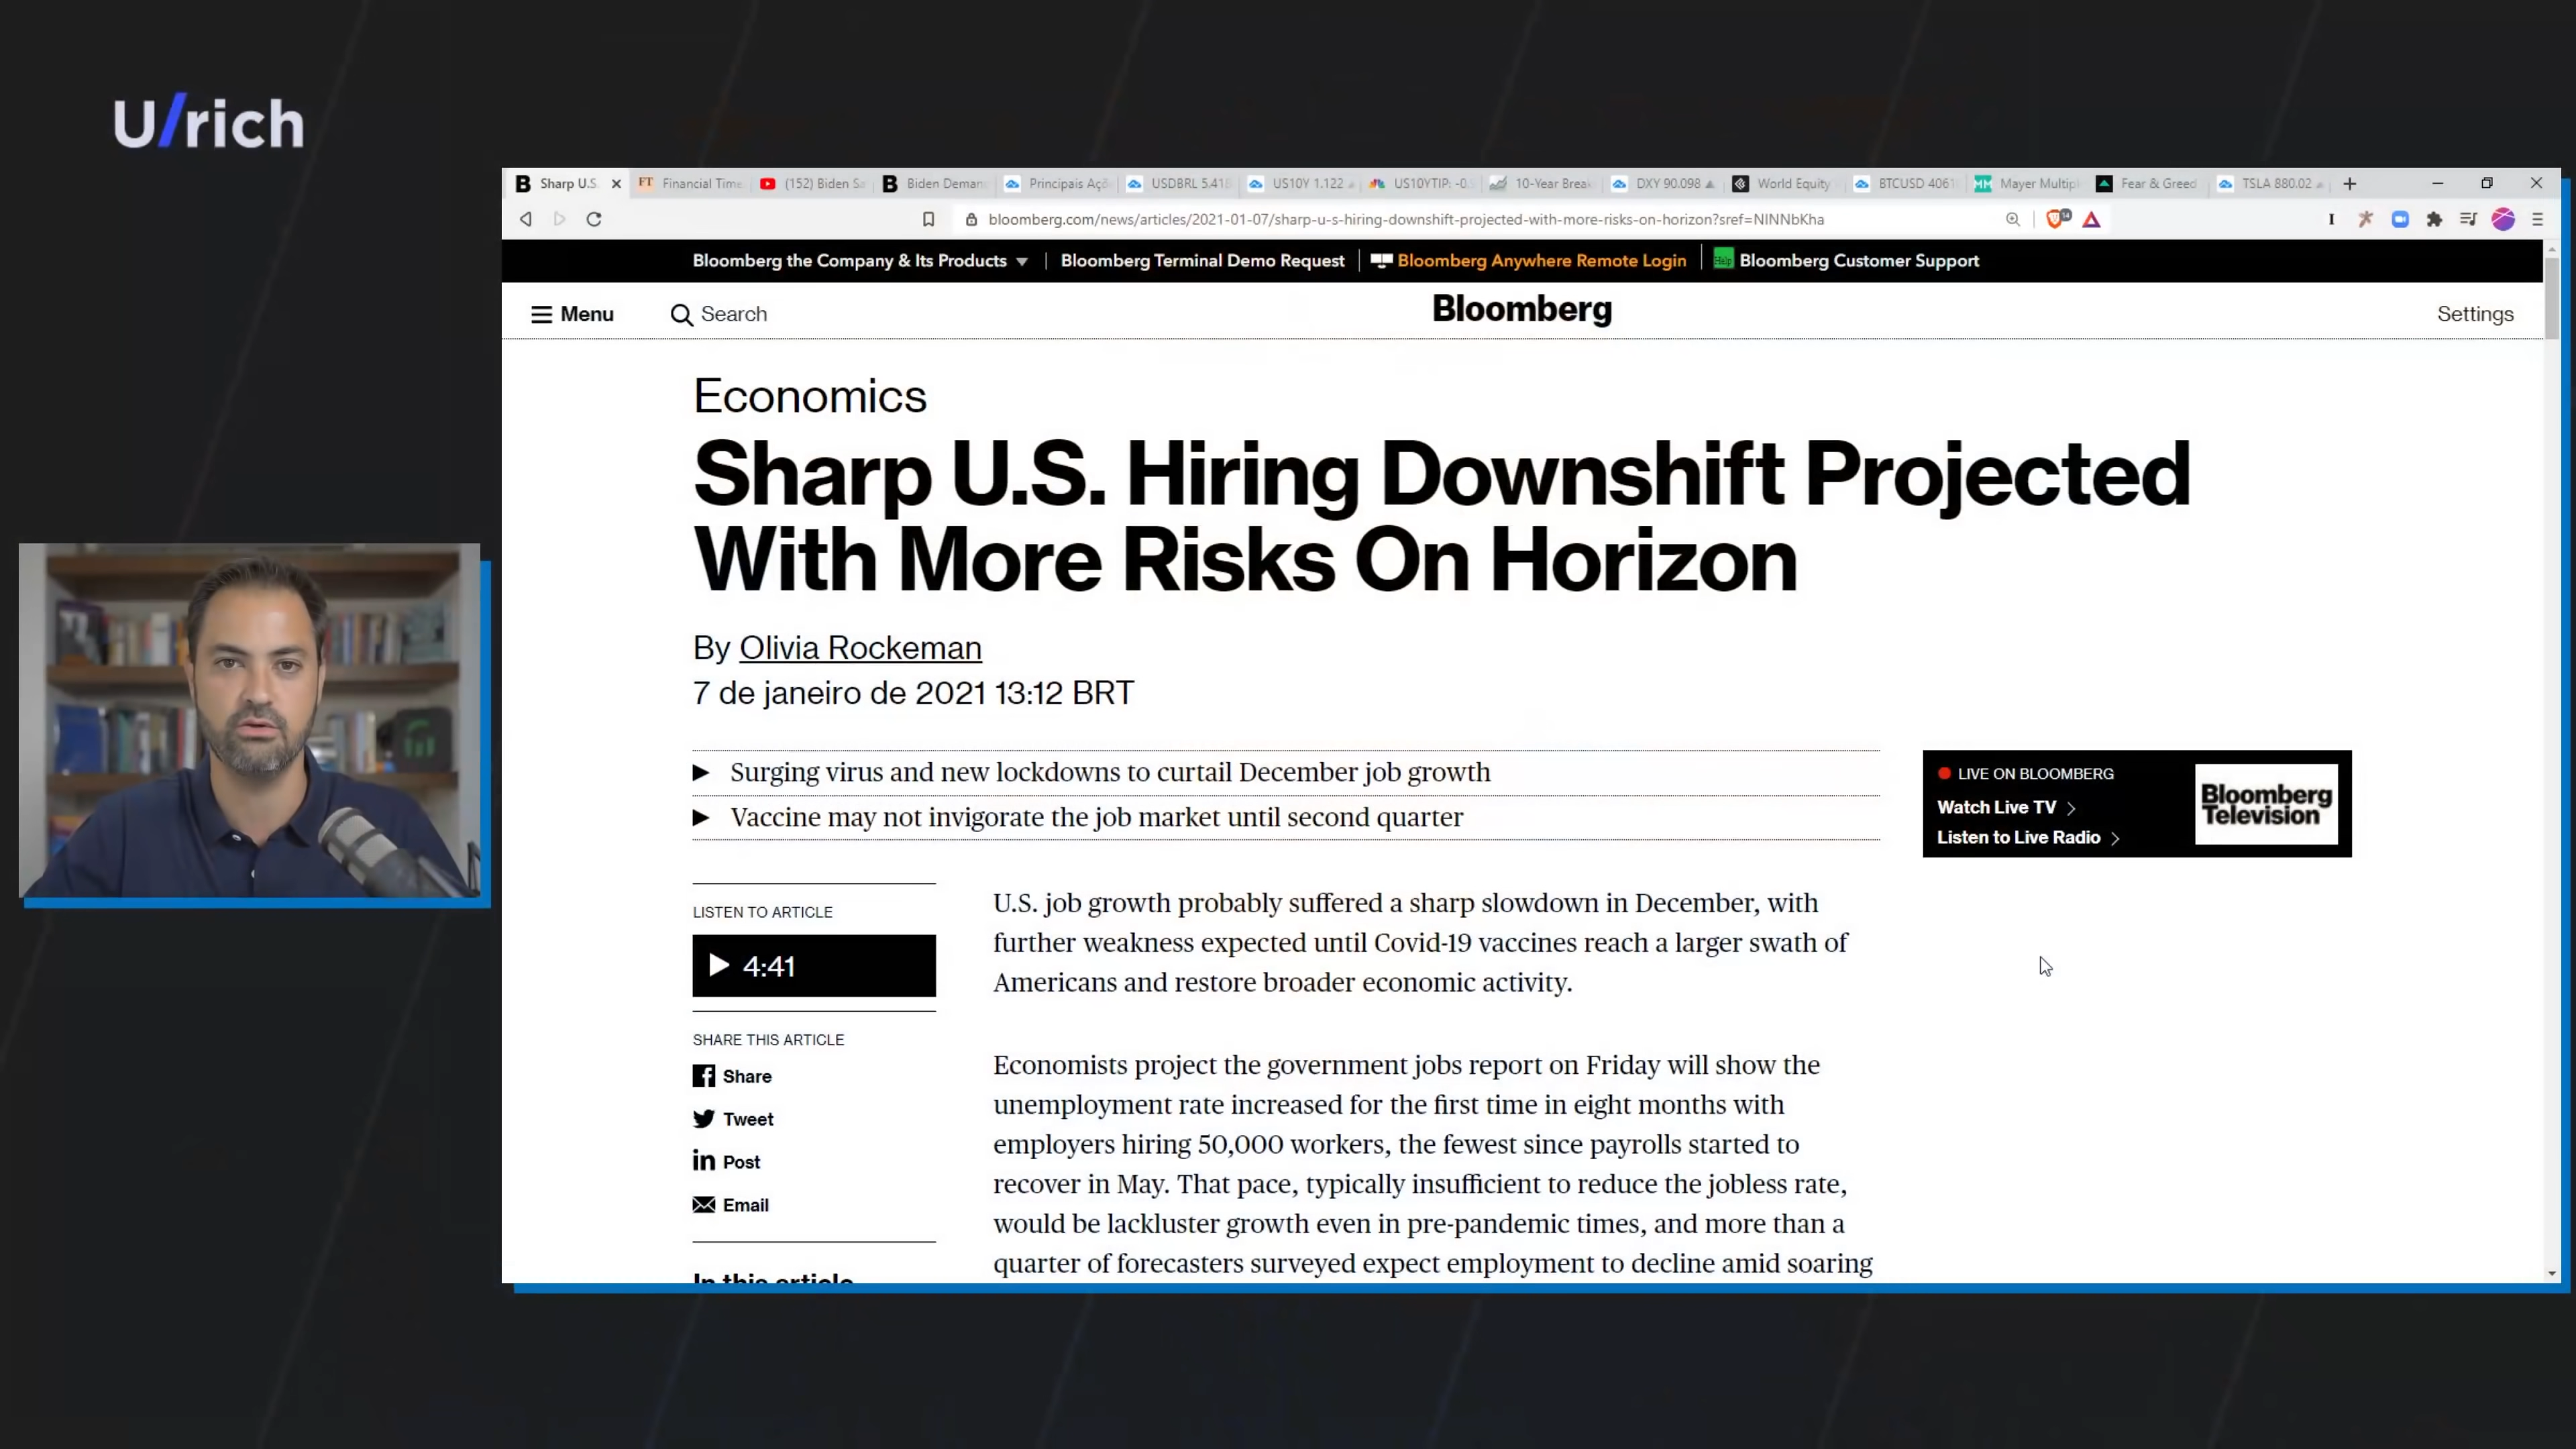 U/rich
Sharp U.S. Financial Time (152) Biden Sa Biden Deman Principais Açõ USDBRL 5.418 US10Y 1.122 US10YTIP: -0. 10-Year Break DXY 90.098 World Equity BTCUSD 4061 Mayer Multipl Fear & Greed TSLA 880.02
bloomberg.com/news/articles/2021-01-07/sharp-u-s-hiring-downshift-projected-with-more-risks-on-horizon?sref=NINNbKha
Bloomberg the Company & Its Products Bloomberg Terminal Demo Request Bloomberg Anywhere Remote Login Bloomberg Customer Support
Menu Search Bloomberg Settings
Economics
Sharp U.S. Hiring Downshift Projected
With More Risks On Horizon
By Olivia Rockeman
7 de janeiro de 2021 13:12 BRT
Surging virus and new lockdowns to curtail December job growth
Vaccine may not invigorate the job market until second quarter
LIVE ON BLOOMBERG
Watch Live TV
Listen to Live Radio
Bloomberg
Television
LISTEN TO ARTICLE
4:41
SHARE THIS ARTICLE
Share
Tweet
Post
Email
In this article
U.S. job growth probably suffered a sharp slowdown in December, with
further weakness expected until Covid-19 vaccines reach a larger swath of
Americans and restore broader economic activity.
Economists project the government jobs report on Friday will show the
unemployment rate increased for the first time in eight months with
employers hiring 50,000 workers, the fewest since payrolls started to
recover in May. That pace, typically insufficient to reduce the jobless rate,
would be lackluster growth even in pre-pandemic times, and more than a
quarter of forecasters surveyed expect employment to decline amid soaring